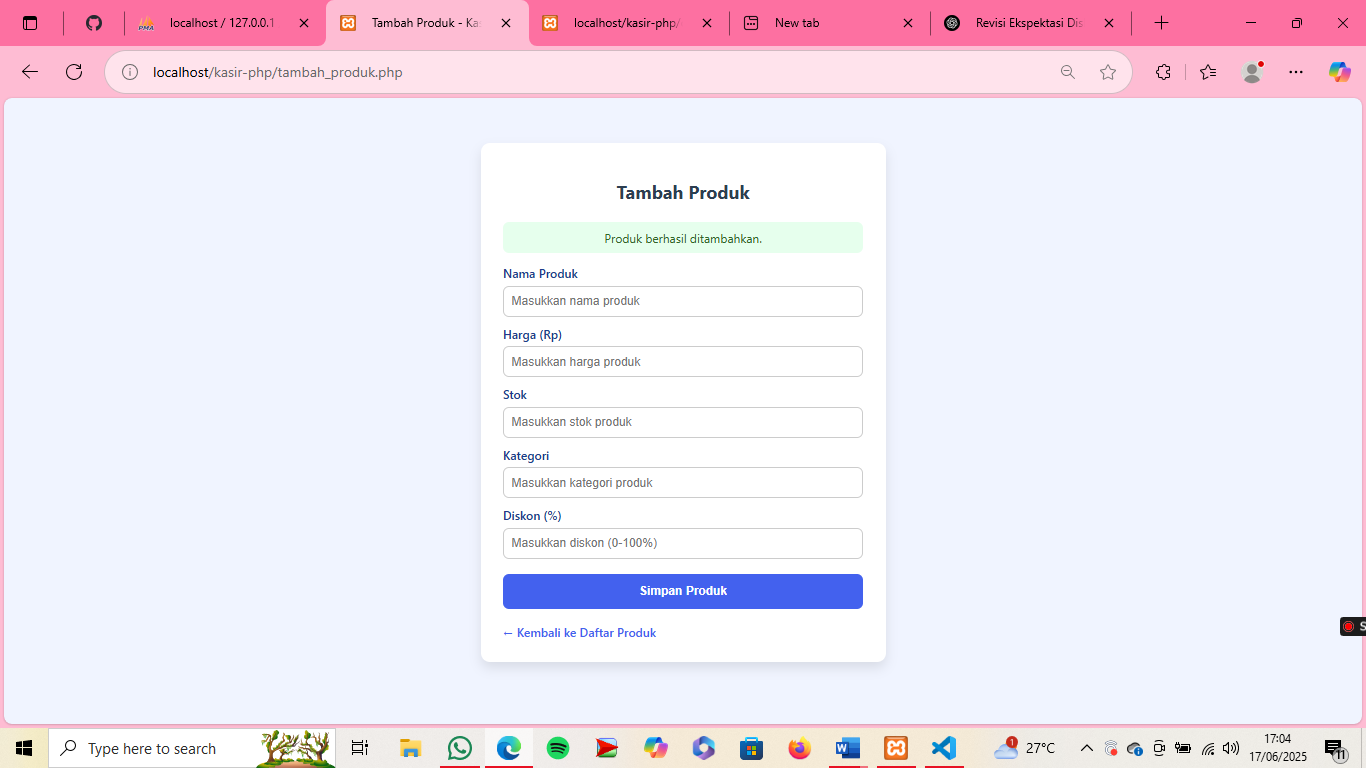 localhost / 127.0.0.1
Tambah Produk - Kas
localhost/kasir-php/
New tab
Revisi Ekspektasi Dis
localhost/kasir-php/tambah_produk.php
Tambah Produk
Produk berhasil ditambahkan.
Nama Produk
Masukkan nama produk
Harga (Rp)
Masukkan harga produk
Stok
Masukkan stok produk
Kategori
Masukkan kategori produk
Diskon (%)
Masukkan diskon (0-100%)
Simpan Produk
← Kembali ke Daftar Produk
S
Type here to search
1
27°C
17:04
17/06/2025
11